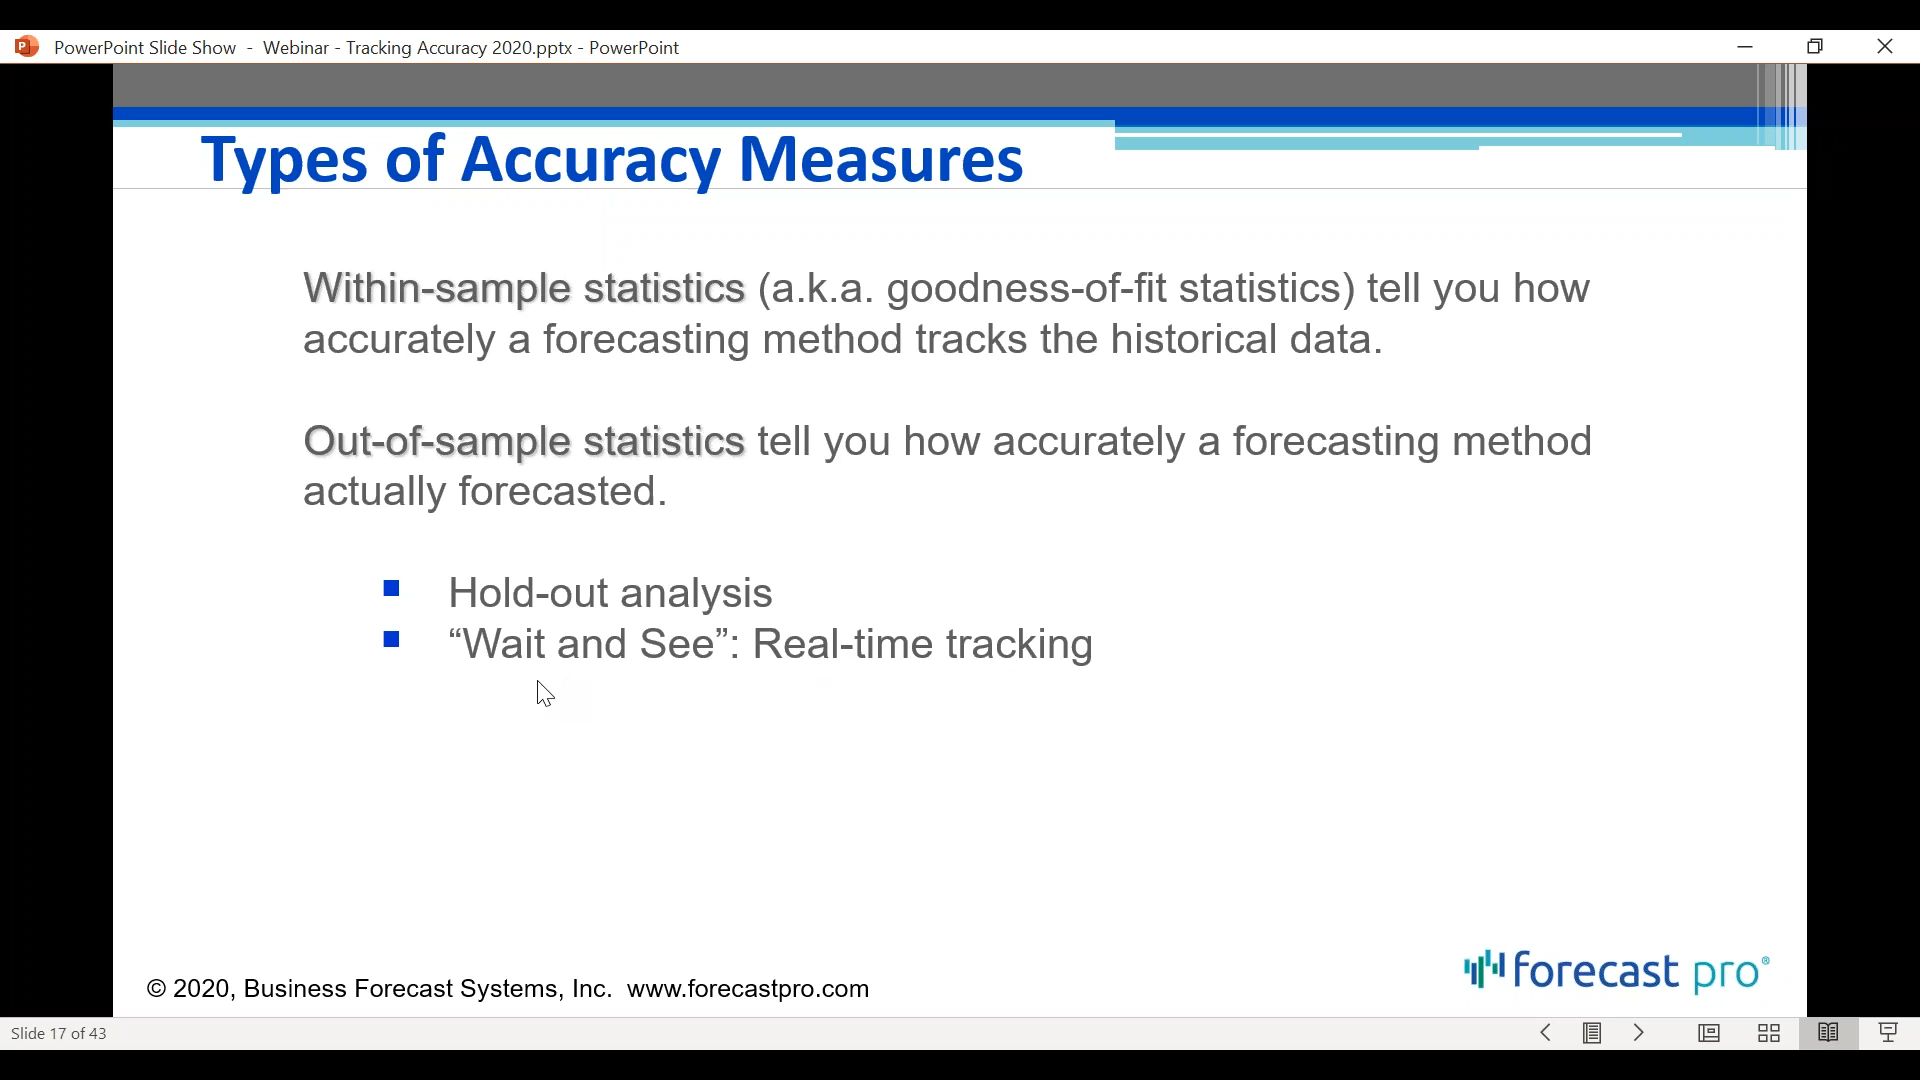 PowerPoint Slide Show - Webinar - Tracking Accuracy 2020.pptx - PowerPoint
Types of Accuracy Measures
Within-sample statistics (a.k.a. goodness-of-fit statistics) tell you how
accurately a forecasting method tracks the historical data.
Out-of-sample statistics tell you how accurately a forecasting method
actually forecasted.
Hold-out analysis
“Wait and See”: Real-time tracking
forecast pro®
© 2020, Business Forecast Systems, Inc. www.forecastpro.com
Slide 17 of 43